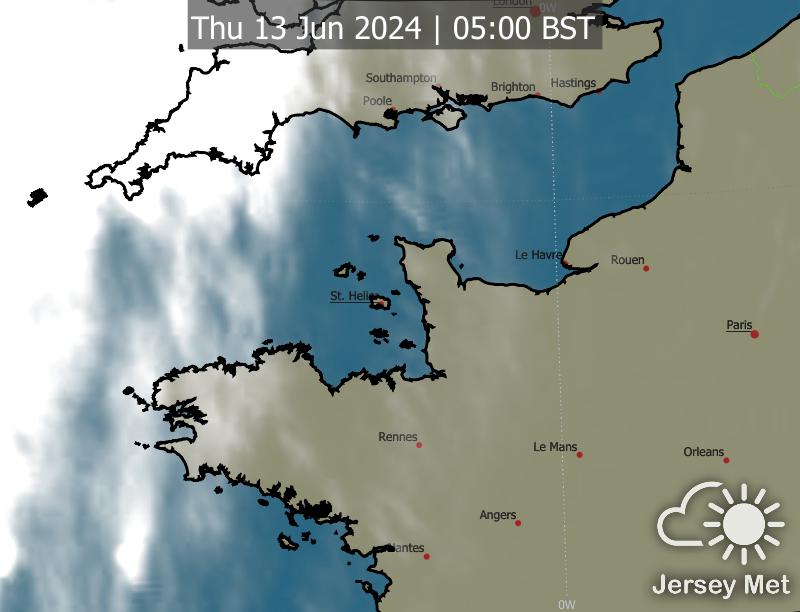 London
0W
Thu 13 Jun 2024 | 05:00 BST
Southampton
Brighton
Hastings
Poole
Le Havre
Rouen
St. Helier
Paris
Rennes
Le Mans
Orleans
Angers
Nantes
Jersey Met
0W